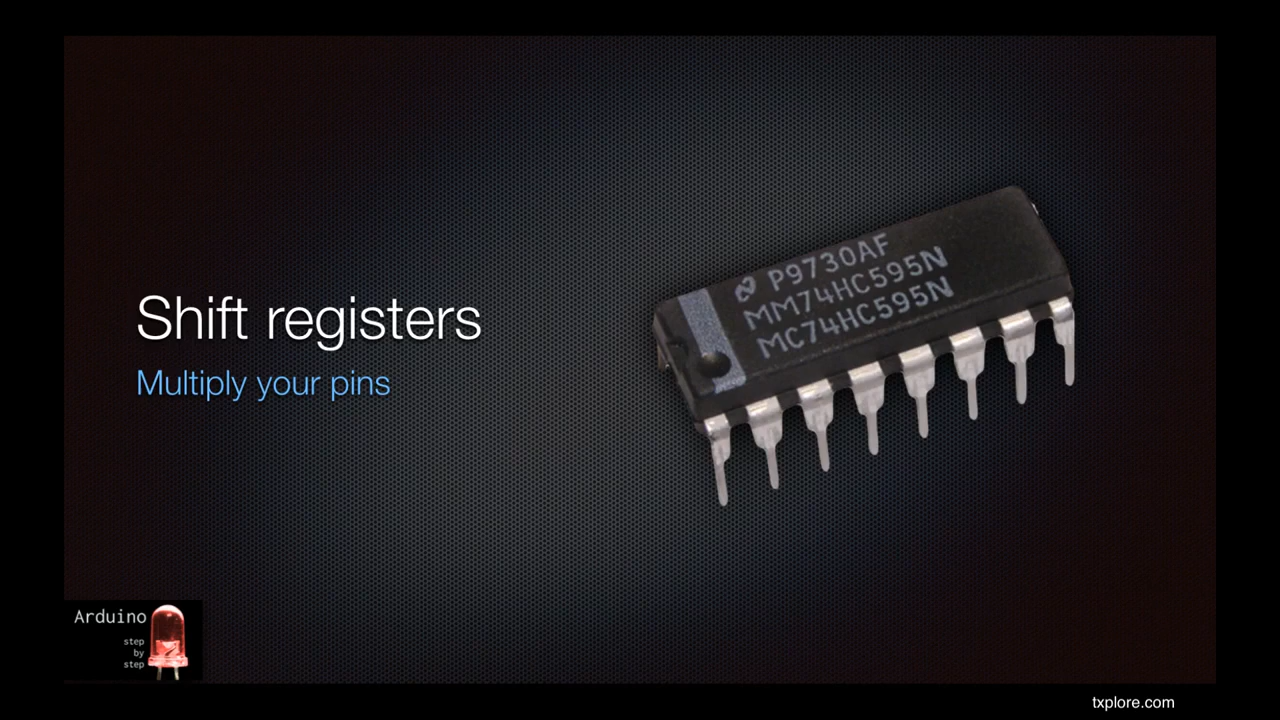 Shift registers
Multiply your pins
P9730AF
MM74HC595N
MC74HC595N
Arduino
step
by
step
txplore.com